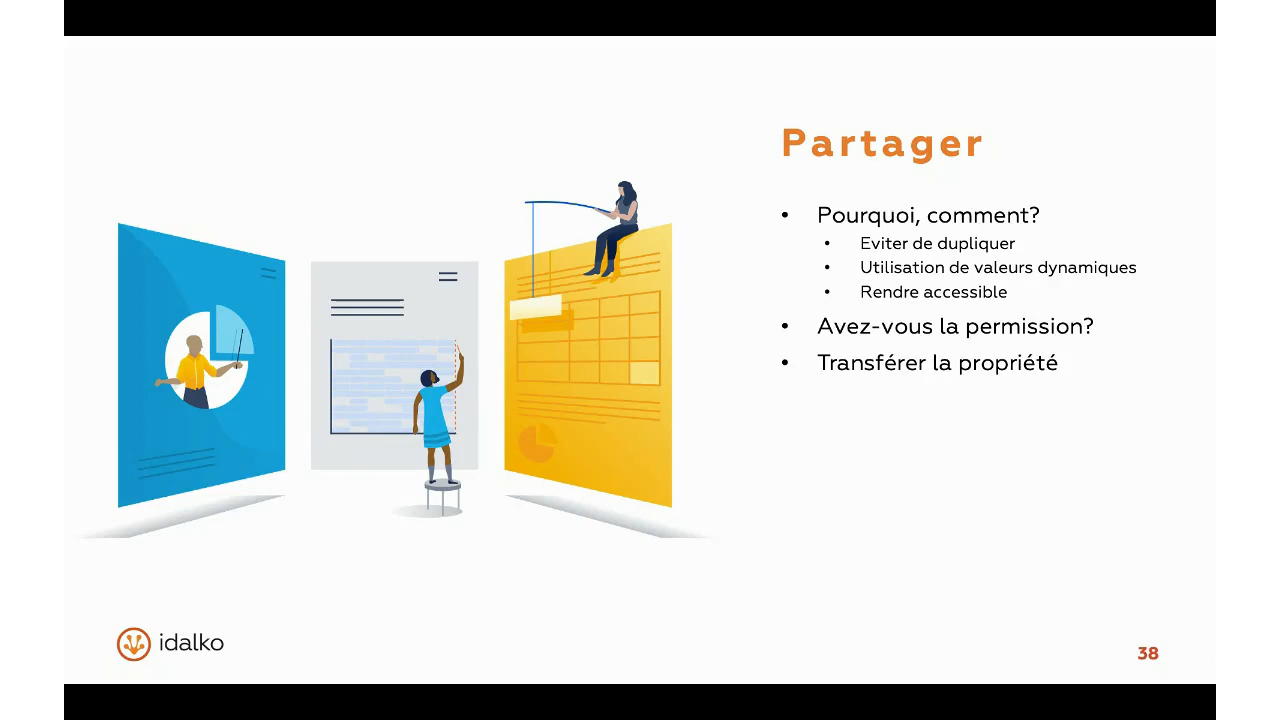 Partager
• Pourquoi, comment?
• Eviter de dupliquer
• Utilisation de valeurs dynamiques
• Rendre accessible
• Avez-vous la permission?
• Transférer la propriété
idalko
38